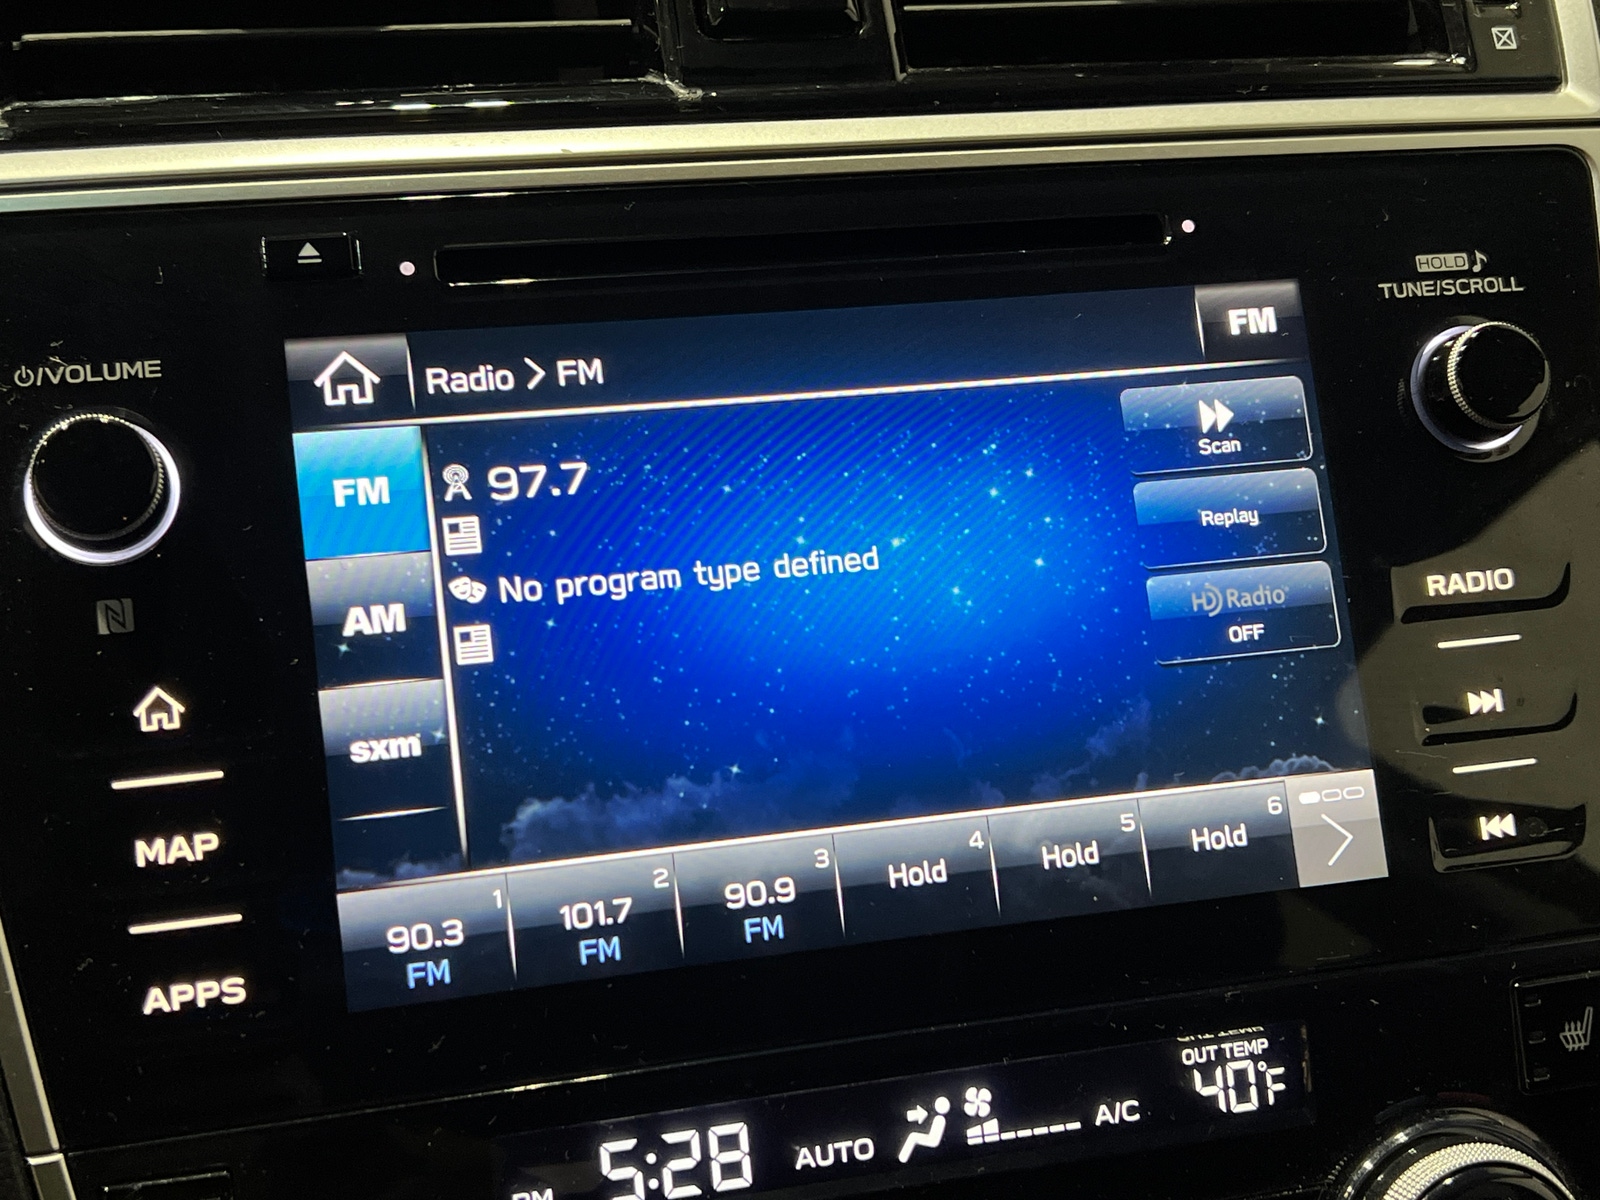 HOLD
TUNE/SCROLL
/VOLUME
Radio > FM
FM
FM
97.7
Scan
Replay
No program type defined
HD Radio
OFF
AM
sxm
RADIO
MAP
APPS
1
90.3
FM
2
101.7
FM
3
90.9
FM
4
Hold
5
Hold
6
Hold
OUT TEMP
40°F
PM
5:28
AUTO
A/C